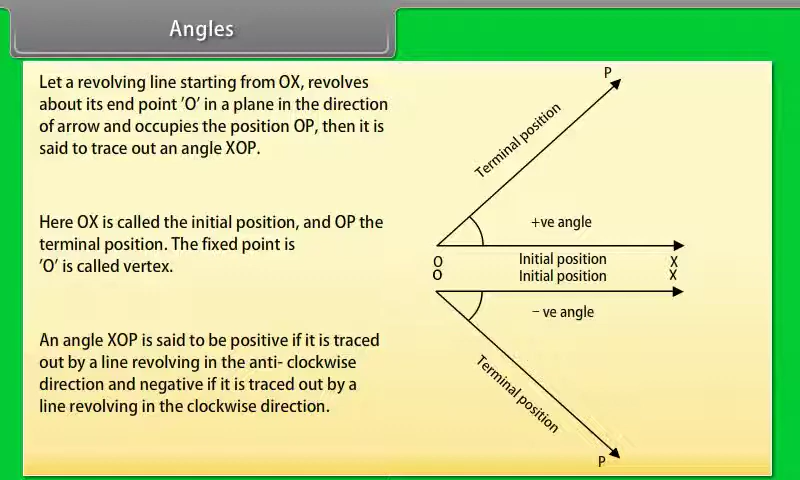 Angles
Let a revolving line starting from OX, revolves
about its end point ′O′ in a plane in the direction
of arrow and occupies the position OP, then it is
said to trace out an angle XOP.
Here OX is called the initial position, and OP the
terminal position. The fixed point is
′O′ is called vertex.
An angle XOP is said to be positive if it is traced
out by a line revolving in the anti- clockwise
direction and negative if it is traced out by a
line revolving in the clockwise direction.
P
Terminal position
+ve angle
O Initial position X
O Initial position X
– ve angle
Terminal position
P